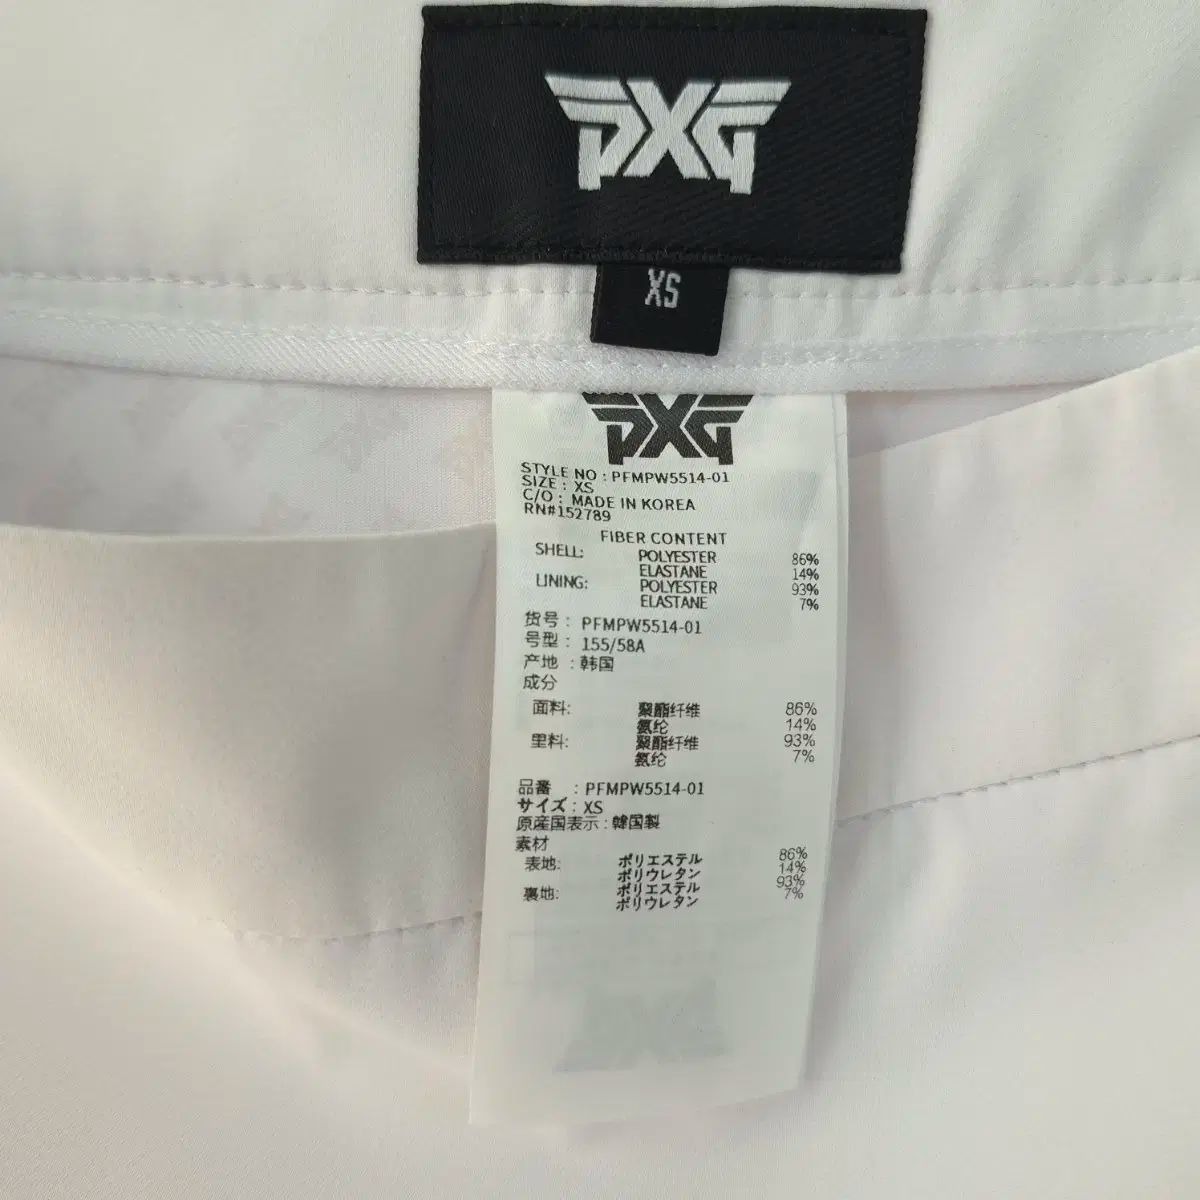 PXG
XS
PXG
STYLE NO : PFMPW5514-01
SIZE : XS
C/O : MADE IN KOREA
RN#152789
FIBER CONTENT
SHELL: POLYESTER 86%
ELASTANE 14%
LINING: POLYESTER 93%
ELASTANE 7%
货号 : PFMPW5514-01
号型 : 155/58A
产地 : 韩国
成分
面料: 聚酯纤维 86%
氨纶 14%
里料: 聚酯纤维 93%
氨纶 7%
品番 : PFMPW5514-01
サイズ : XS
原産国表示 : 韓国製
素材
表地: ポリエステル 86%
ポリウレタン 14%
裏地: ポリエステル 93%
ポリウレタン 7%